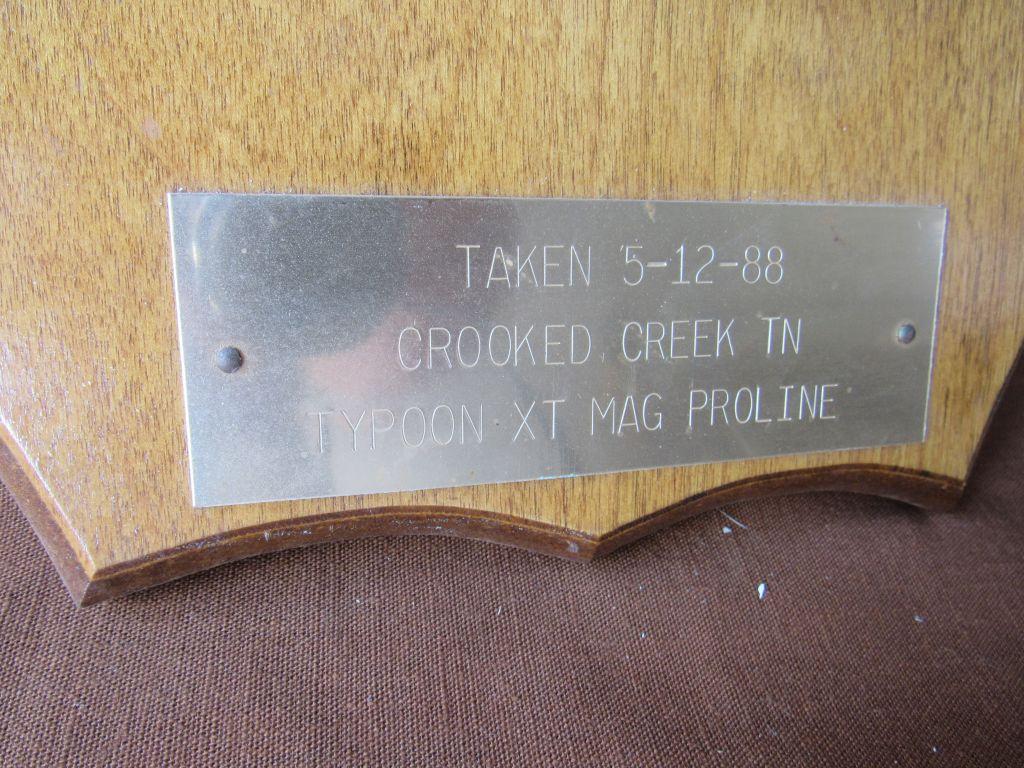 TAKEN 5-12-88
CROOKED CREEK TN
TYPOON XT MAG PROLINE